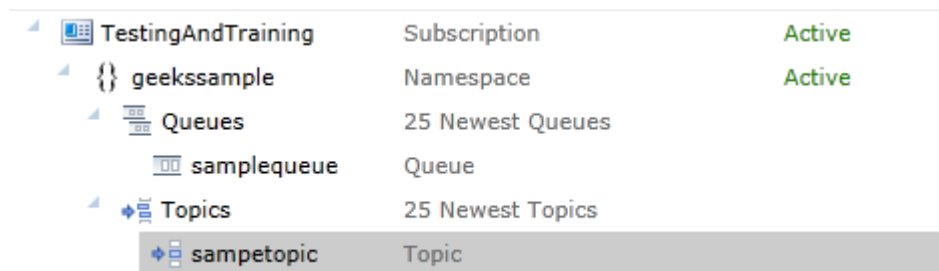 TestingAndTraining Subscription Active
{} geekssample Namespace Active
Queues 25 Newest Queues
samplequeue Queue
Topics 25 Newest Topics
sampetopic Topic